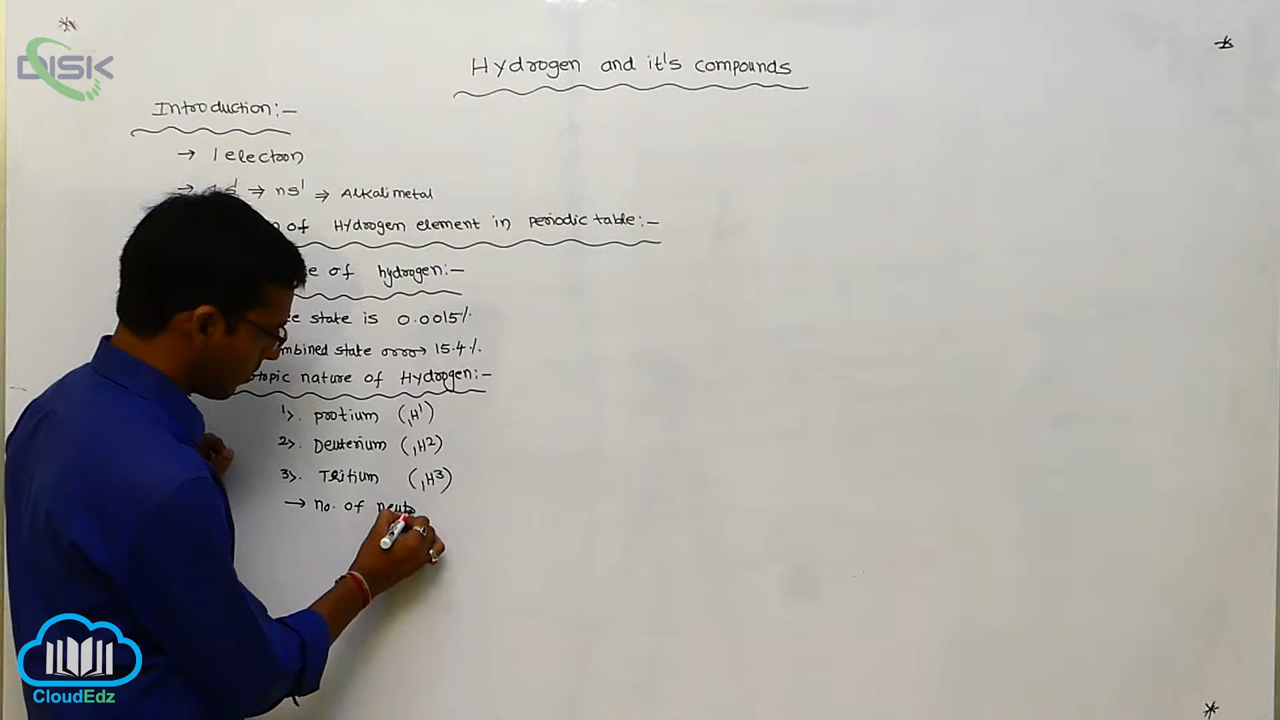 DISK
Hydrogen and it's compounds
Introduction:-
→ 1 electron
→ 1s¹ ⇒ ns¹ ⇒ Alkali metal
of Hydrogen element in periodic table:-
of hydrogen:-
state is 0.0015%
mbined state → 15.4%
topic nature of Hydrogen:-
1>. protium (₁H¹)
2>. Deuterium (₁H²)
3>. Tritium (₁H³)
→ no. of neut
CloudEdz